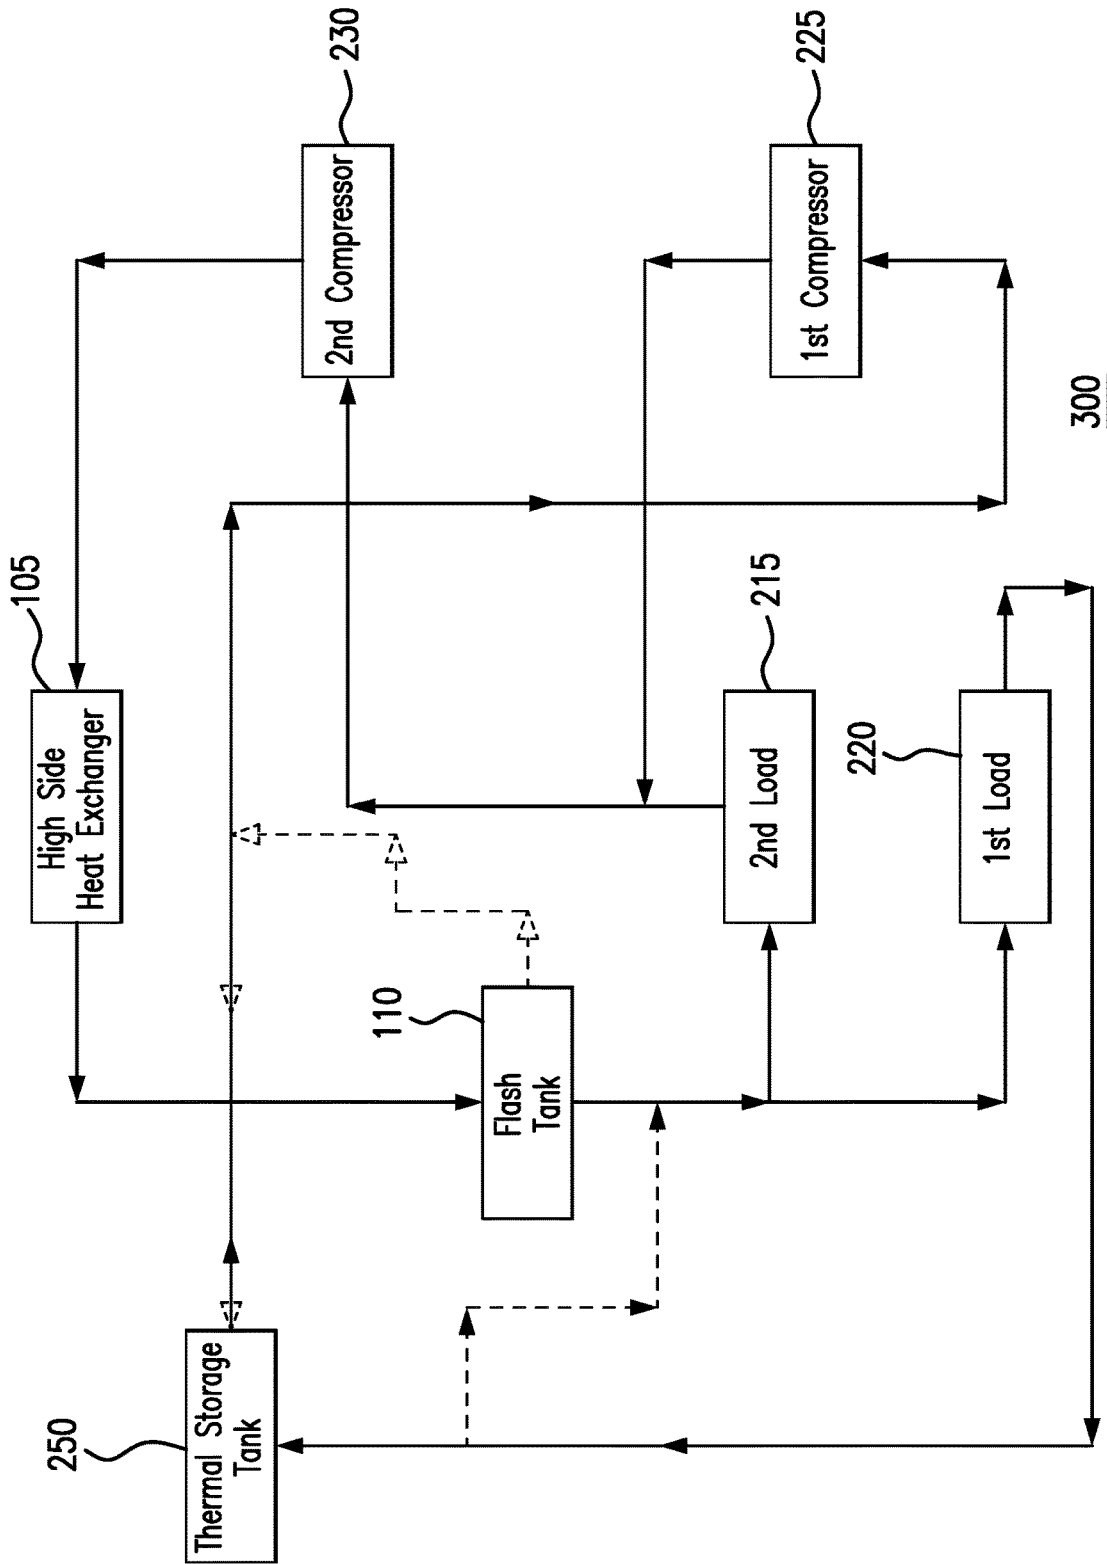 250
Thermal Storage
Tank
105
High Side
Heat Exchanger
230
2nd Compressor
110
Flash
Tank
215
2nd Load
225
1st Compressor
220
1st Load
300